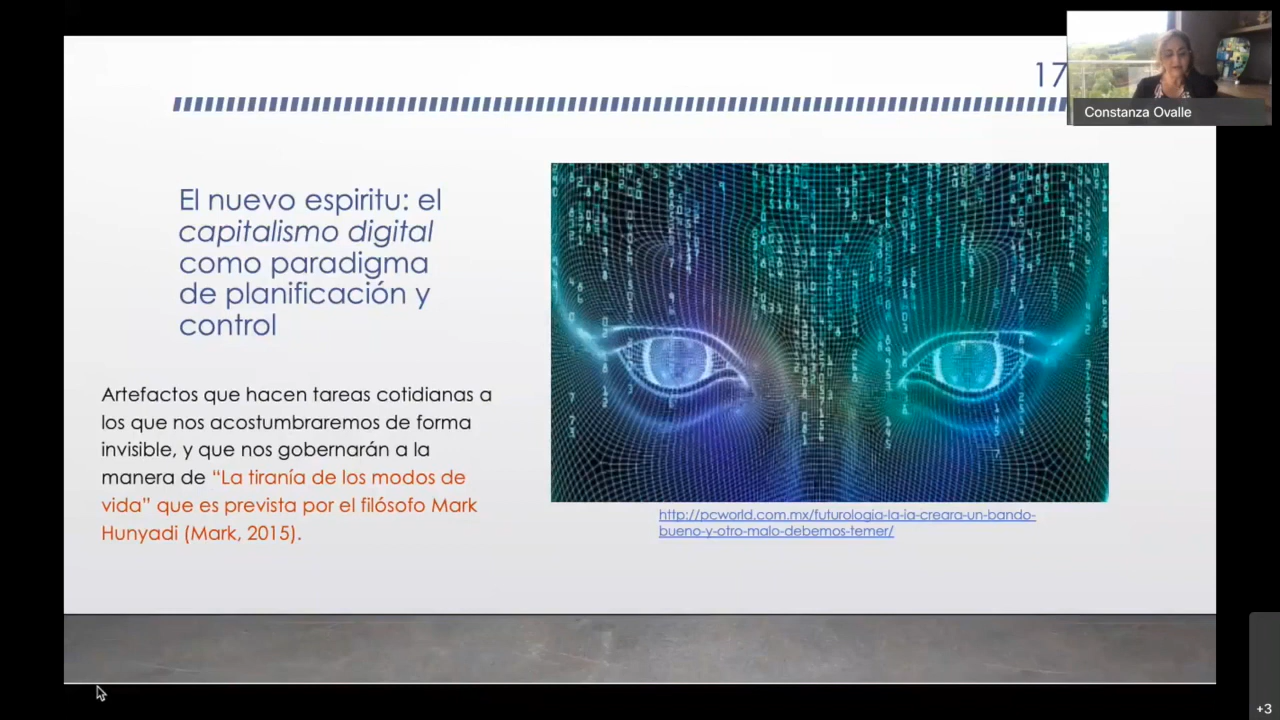 17
Constanza Ovalle
El nuevo espiritu: el
capitalismo digital
como paradigma
de planificación y
control
Artefactos que hacen tareas cotidianas a
los que nos acostumbraremos de forma
invisible, y que nos gobernarán a la
manera de “La tiranía de los modos de
vida” que es prevista por el filósofo Mark
Hunyadi (Mark, 2015).
http://pcworld.com.mx/futurologia-la-ia-creara-un-bando-
bueno-y-otro-malo-debemos-temer/
+3